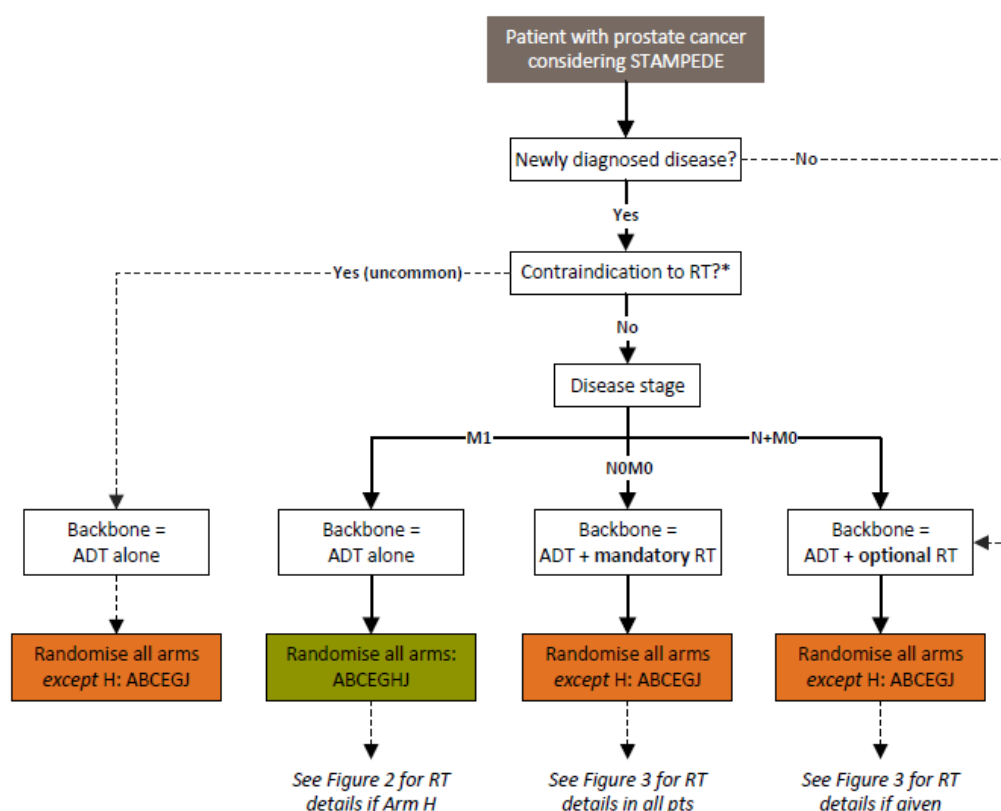 Patient with prostate cancer
considering STAMPEDE
Newly diagnosed disease?
No
Yes
Yes (uncommon)
Contraindication to RT?*
No
Disease stage
M1
N+M0
N0M0
Backbone =
ADT alone
Backbone =
ADT alone
Backbone =
ADT + mandatory RT
Backbone =
ADT + optional RT
Randomise all arms
except H: ABCEGJ
Randomise all arms:
ABCEGHJ
Randomise all arms
except H: ABCEGJ
Randomise all arms
except H: ABCEGJ
See Figure 2 for RT
details if Arm H
See Figure 3 for RT
details in all pts
See Figure 3 for RT
details if given